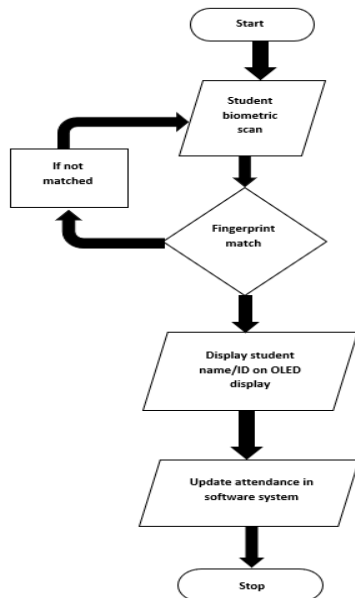 Start
Student
biometric
scan
If not
matched
Fingerprint
match
Display student
name/ID on OLED
display
Update attendance in
software system
Stop